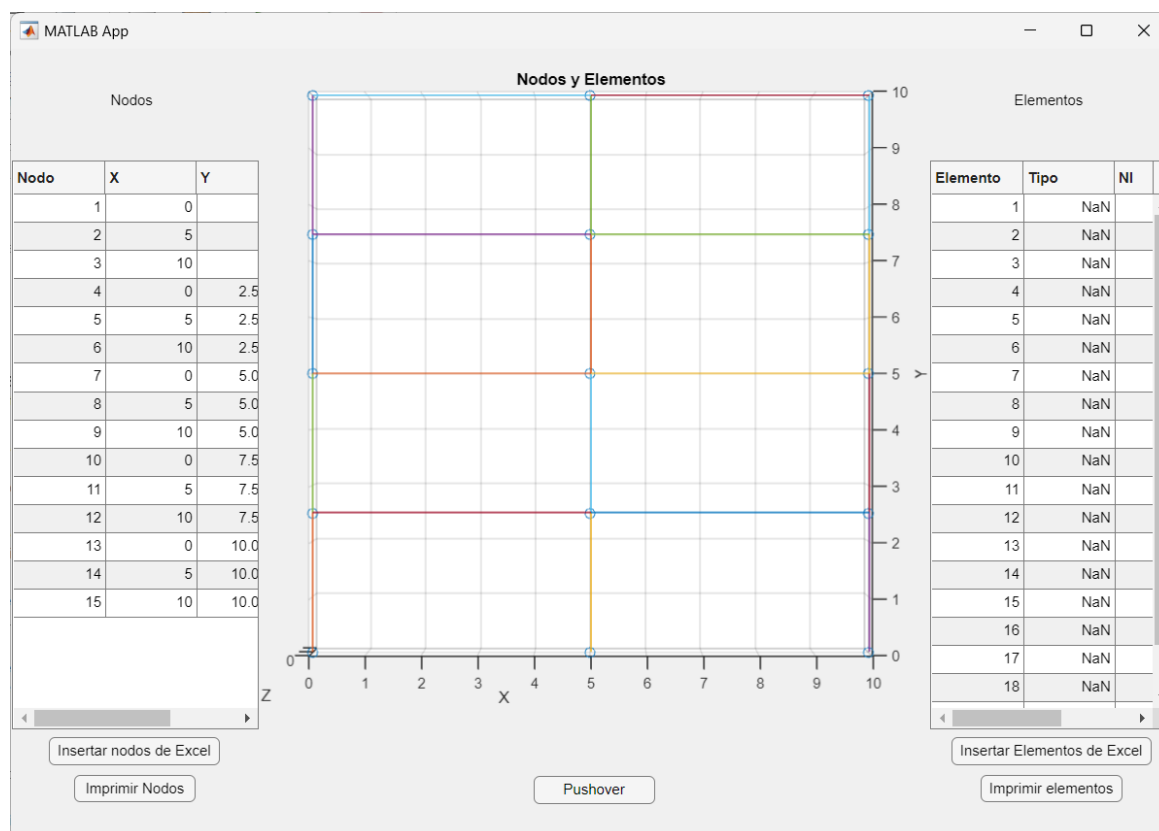 MATLAB App
Nodos
Nodos y Elementos
Elementos
Nodo X Y
1 0
2 5
3 10
4 0 2.5
5 5 2.5
6 10 2.5
7 0 5.0
8 5 5.0
9 10 5.0
10 0 7.5
11 5 7.5
12 10 7.5
13 0 10.0
14 5 10.0
15 10 10.0
10
9
8
7
6
5
4
3
2
1
0
Y
0
Z
0 1 2 3 4 5 6 7 8 9 10
X
Elemento Tipo NI
1 NaN
2 NaN
3 NaN
4 NaN
5 NaN
6 NaN
7 NaN
8 NaN
9 NaN
10 NaN
11 NaN
12 NaN
13 NaN
14 NaN
15 NaN
16 NaN
17 NaN
18 NaN
Insertar nodos de Excel
Imprimir Nodos
Pushover
Insertar Elementos de Excel
Imprimir elementos